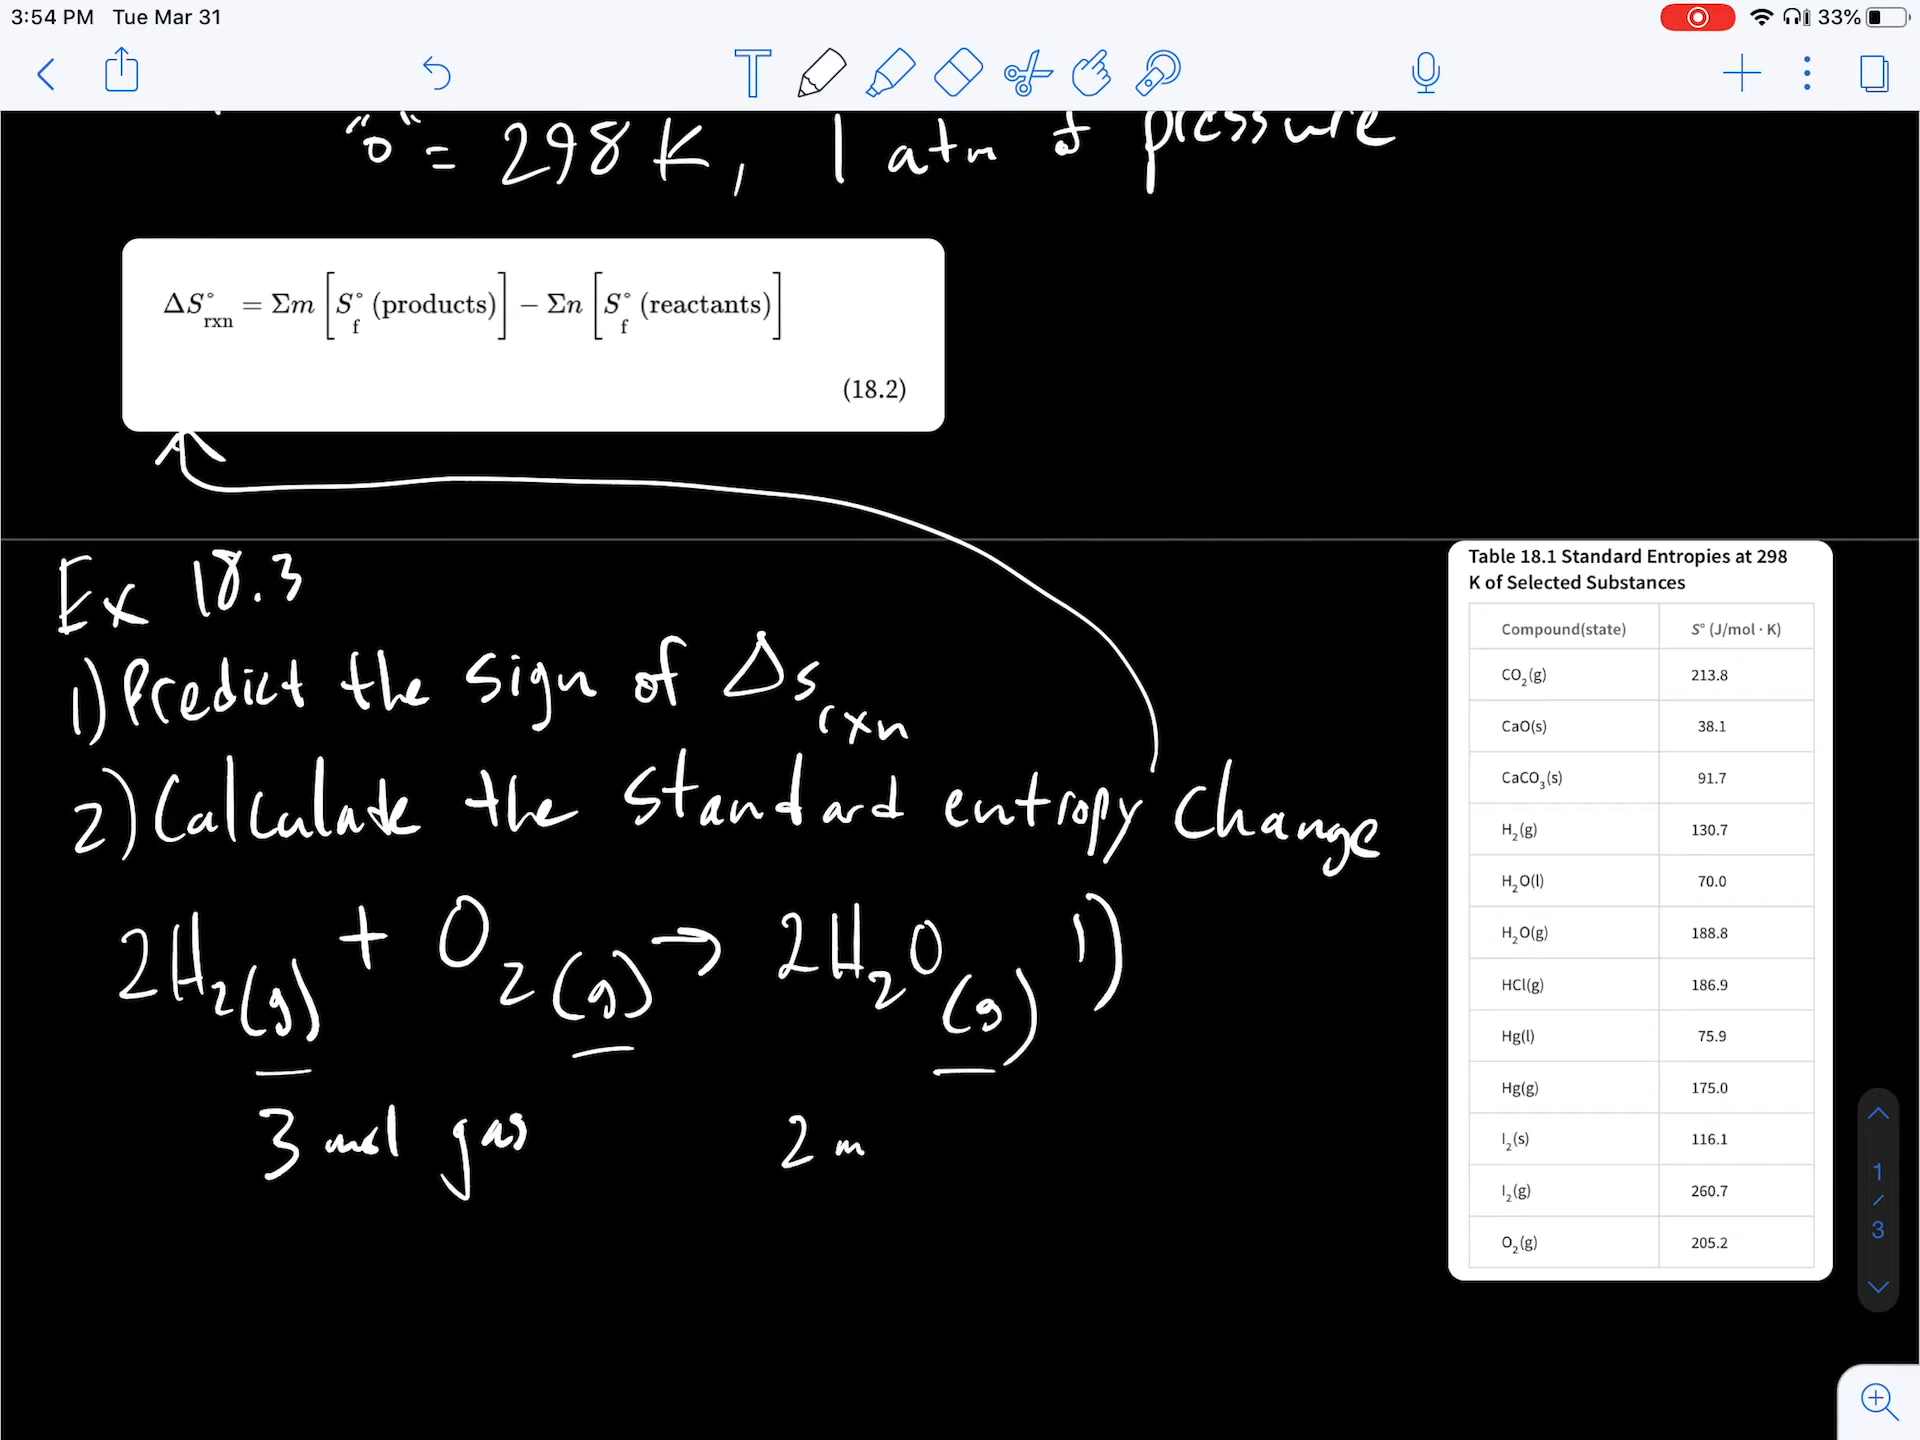 3:54 PM Tue Mar 31 33%
"o" = 298 K, 1 atm of pressure
ΔS°rxn = Σm [S°f (products)] − Σn [S°f (reactants)]
(18.2)
Ex 18.3
1) Predict the sign of ΔSrxn
2) Calculate the standard entropy change
2H₂(g) + O₂(g) → 2H₂O(g) 1)
3 mol gas 2 m
Table 18.1 Standard Entropies at 298
K of Selected Substances
Compound(state) S° (J/mol · K)
CO₂(g) 213.8
CaO(s) 38.1
CaCO₃(s) 91.7
H₂(g) 130.7
H₂O(l) 70.0
H₂O(g) 188.8
HCl(g) 186.9
Hg(l) 75.9
Hg(g) 175.0
I₂(s) 116.1
I₂(g) 260.7
O₂(g) 205.2
1
/
3